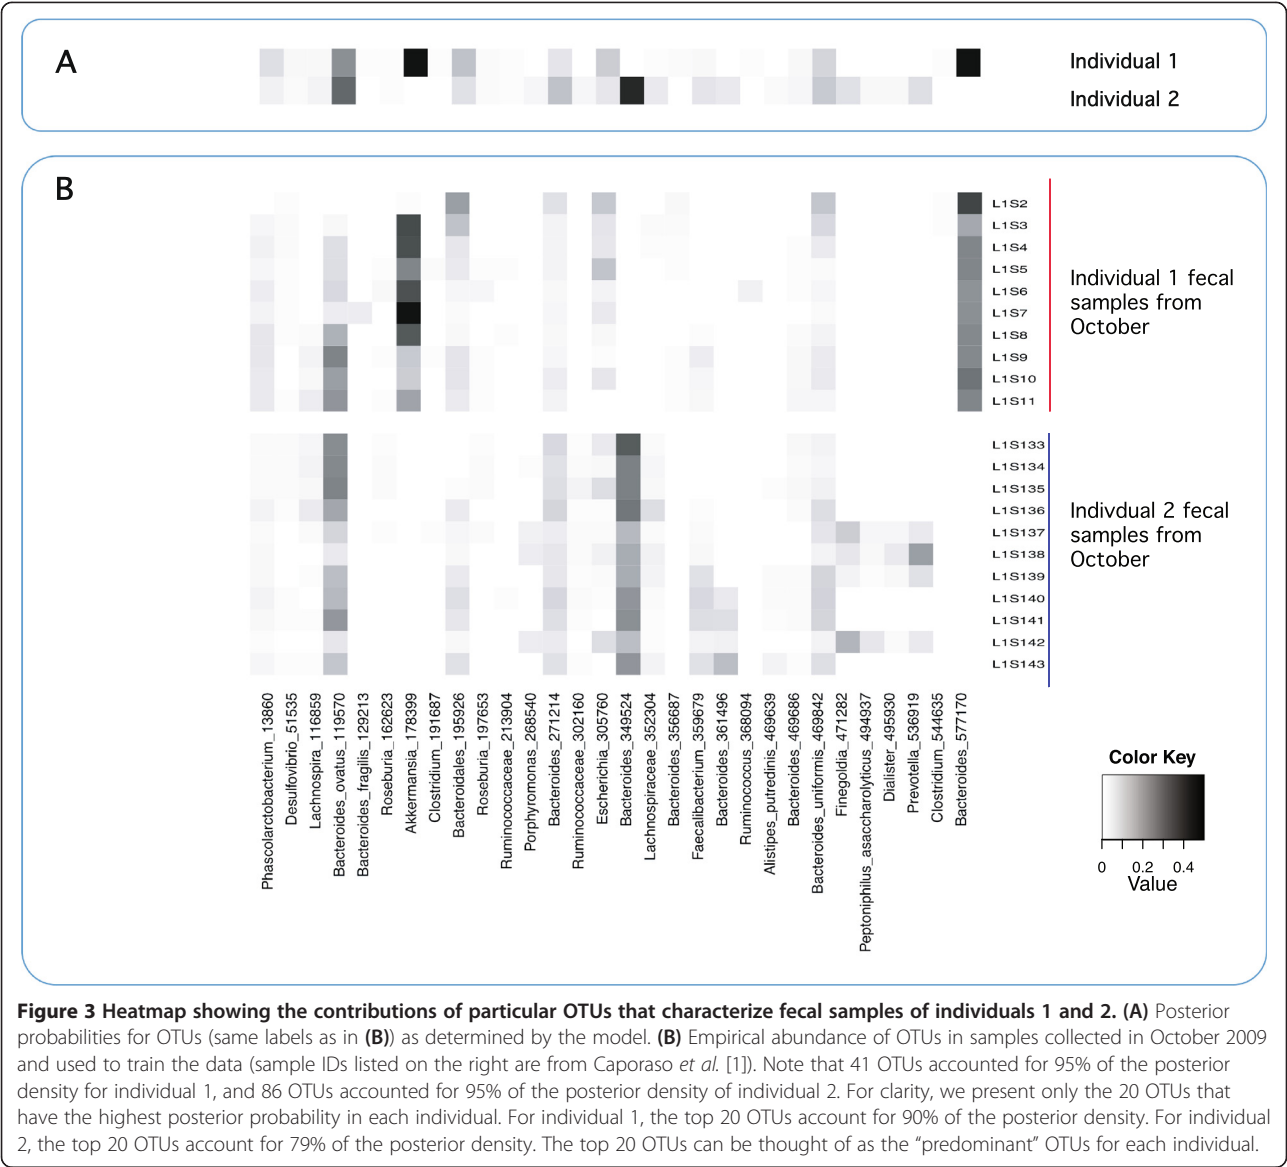 A
Individual 1
Individual 2
B
L1S2
L1S3
L1S4
L1S5
L1S6
L1S7
L1S8
L1S9
L1S10
L1S11
Individual 1 fecal
samples from
October
L1S133
L1S134
L1S135
L1S136
L1S137
L1S138
L1S139
L1S140
L1S141
L1S142
L1S143
Indivdual 2 fecal
samples from
October
Phascolarctobacterium_13860
Desulfovibrio_51535
Lachnospira_116859
Bacteroides_ovatus_119570
Bacteroides_fragilis_129213
Roseburia_162623
Akkermansia_178399
Clostridium_191687
Bacteroidales_195926
Roseburia_197653
Ruminococcaceae_213904
Porphyromonas_268540
Bacteroides_271214
Ruminococcaceae_302160
Escherichia_305760
Bacteroides_349524
Lachnospiraceae_352304
Bacteroides_356687
Faecalibacterium_359679
Bacteroides_361496
Ruminococcus_368094
Alistipes_putredinis_469639
Bacteroides_469686
Bacteroides_uniformis_469842
Finegoldia_471282
Peptoniphilus_asaccharolyticus_494937
Dialister_495930
Prevotella_536919
Clostridium_544635
Bacteroides_577170
Color Key
0 0.2 0.4
Value
Figure 3 Heatmap showing the contributions of particular OTUs that characterize fecal samples of individuals 1 and 2. (A) Posterior
probabilities for OTUs (same labels as in (B)) as determined by the model. (B) Empirical abundance of OTUs in samples collected in October 2009
and used to train the data (sample IDs listed on the right are from Caporaso et al. [1]). Note that 41 OTUs accounted for 95% of the posterior
density for individual 1, and 86 OTUs accounted for 95% of the posterior density of individual 2. For clarity, we present only the 20 OTUs that
have the highest posterior probability in each individual. For individual 1, the top 20 OTUs account for 90% of the posterior density. For individual
2, the top 20 OTUs account for 79% of the posterior density. The top 20 OTUs can be thought of as the “predominant” OTUs for each individual.